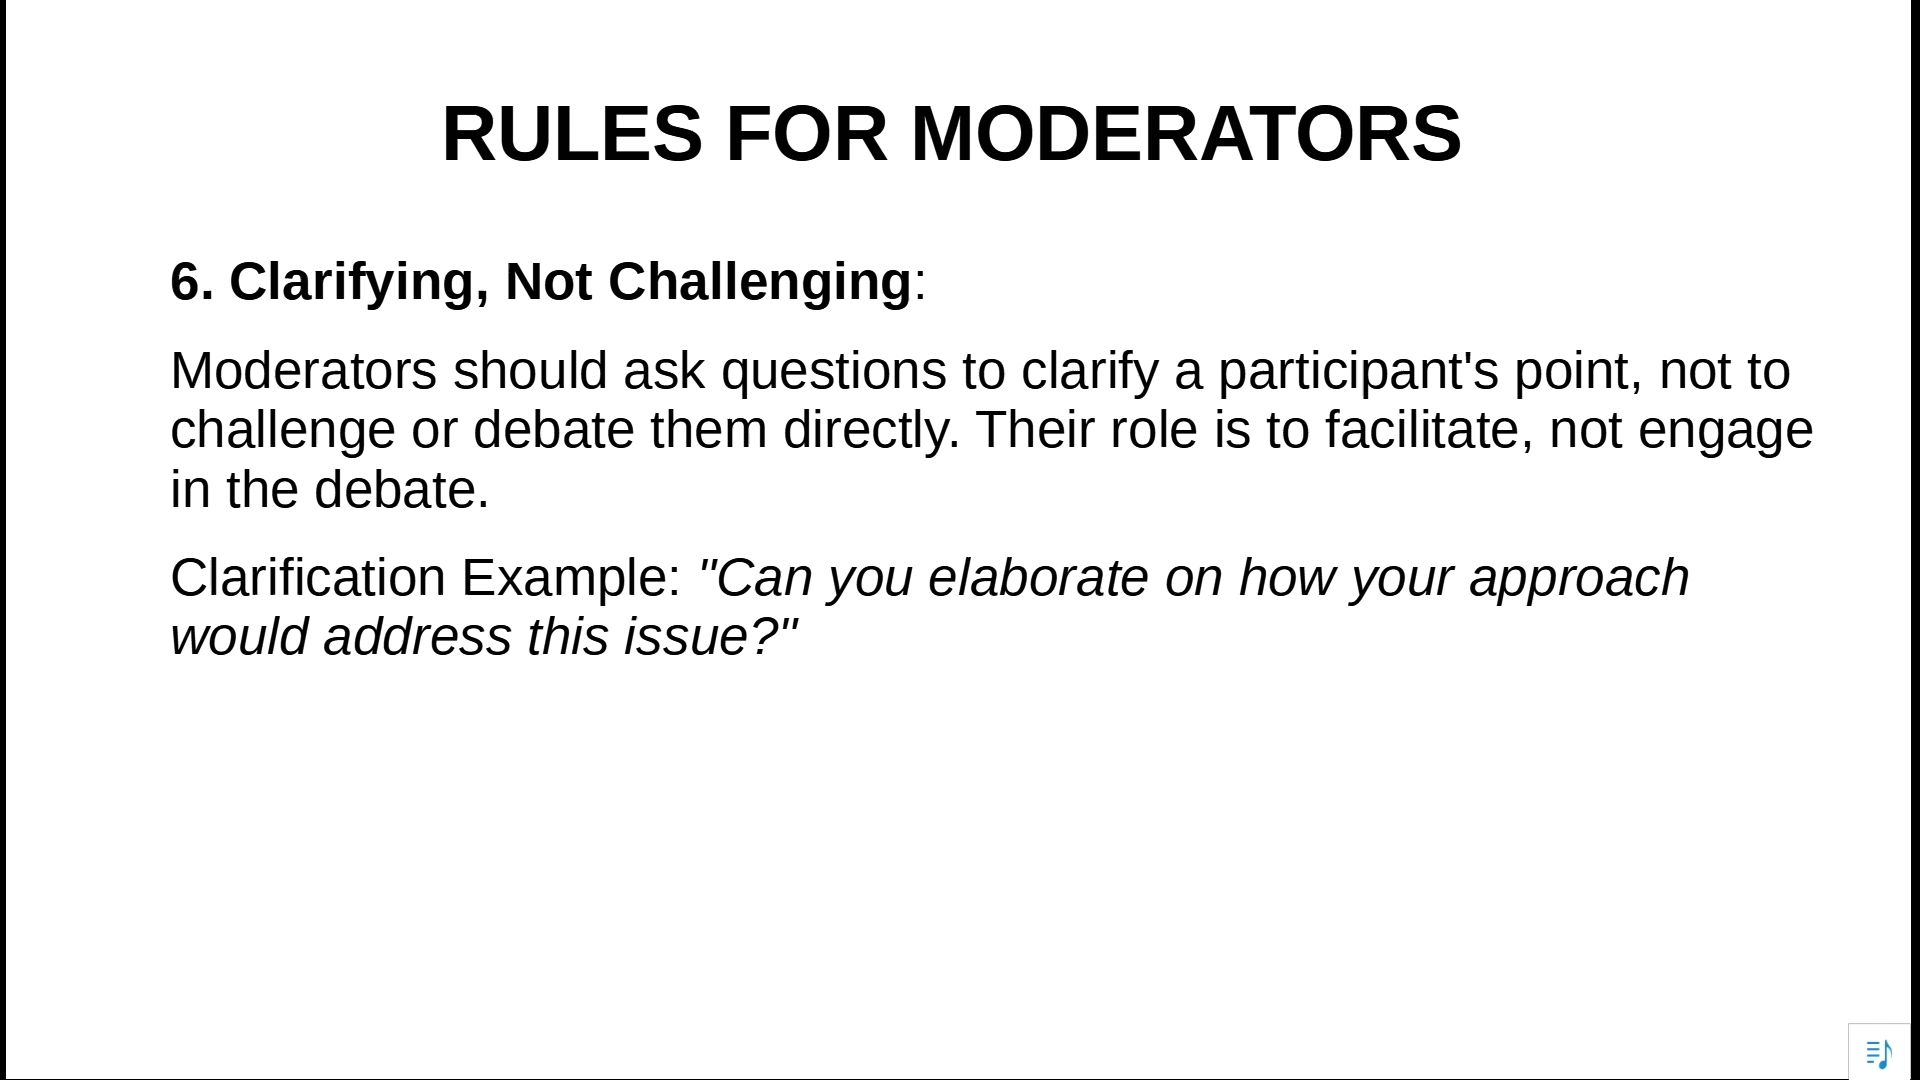 RULES FOR MODERATORS
6. Clarifying, Not Challenging:
Moderators should ask questions to clarify a participant's point, not to
challenge or debate them directly. Their role is to facilitate, not engage
in the debate.
Clarification Example: "Can you elaborate on how your approach
would address this issue?"